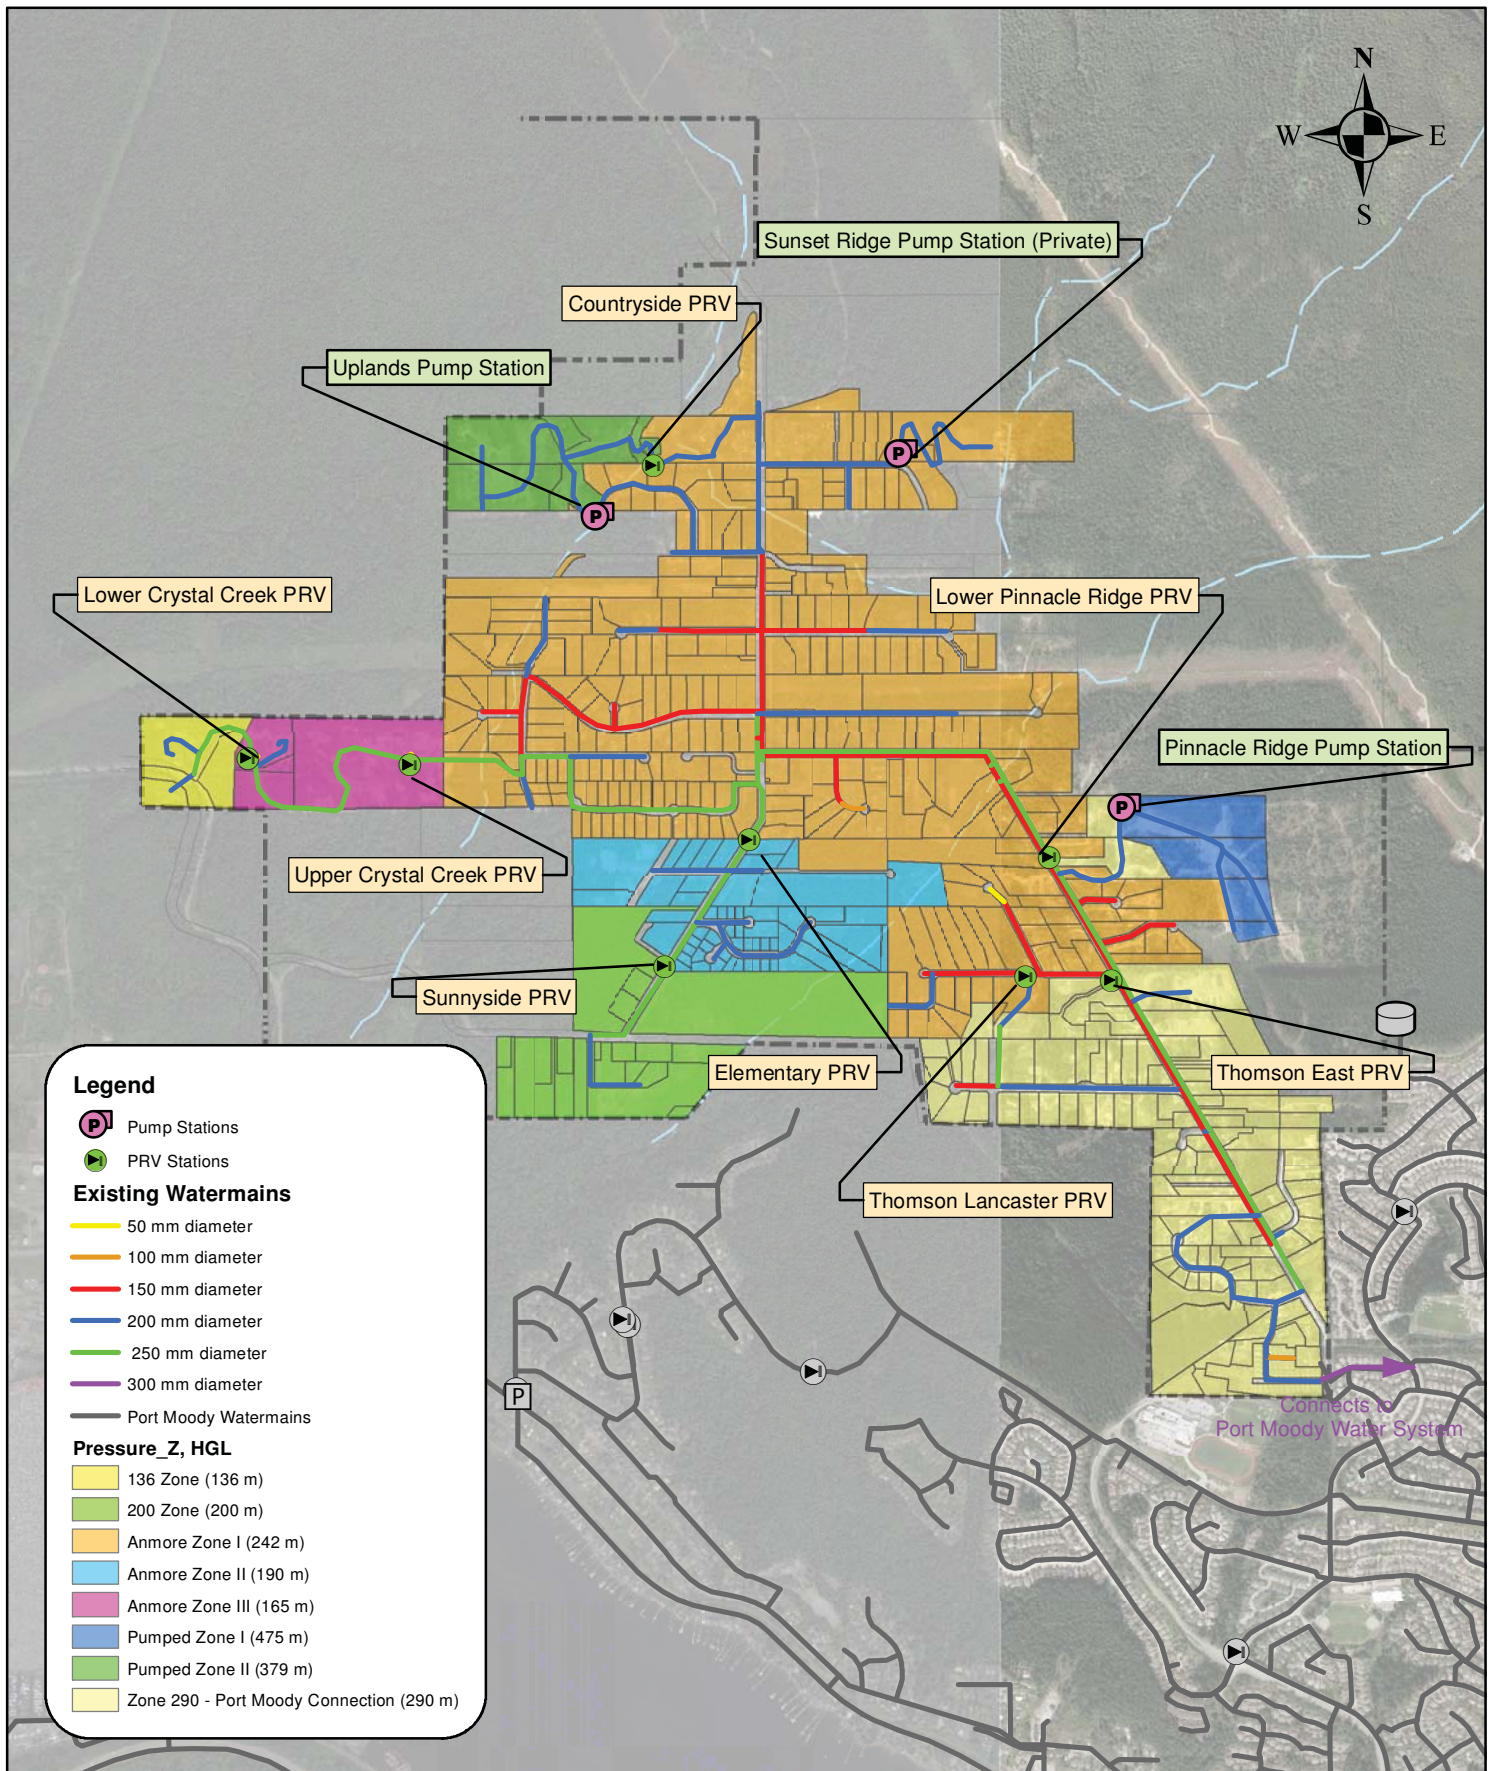 N
W
E
S
Sunset Ridge Pump Station (Private)
Countryside PRV
Uplands Pump Station
P
P
Lower Crystal Creek PRV
Lower Pinnacle Ridge PRV
Pinnacle Ridge Pump Station
P
Upper Crystal Creek PRV
Sunnyside PRV
Elementary PRV
Thomson East PRV
Thomson Lancaster PRV
P
Connects to
Port Moody Water System
Legend
P Pump Stations
PRV Stations
Existing Watermains
50 mm diameter
100 mm diameter
150 mm diameter
200 mm diameter
250 mm diameter
300 mm diameter
Port Moody Watermains
Pressure_Z, HGL
136 Zone (136 m)
200 Zone (200 m)
Anmore Zone I (242 m)
Anmore Zone II (190 m)
Anmore Zone III (165 m)
Pumped Zone I (475 m)
Pumped Zone II (379 m)
Zone 290 - Port Moody Connection (290 m)